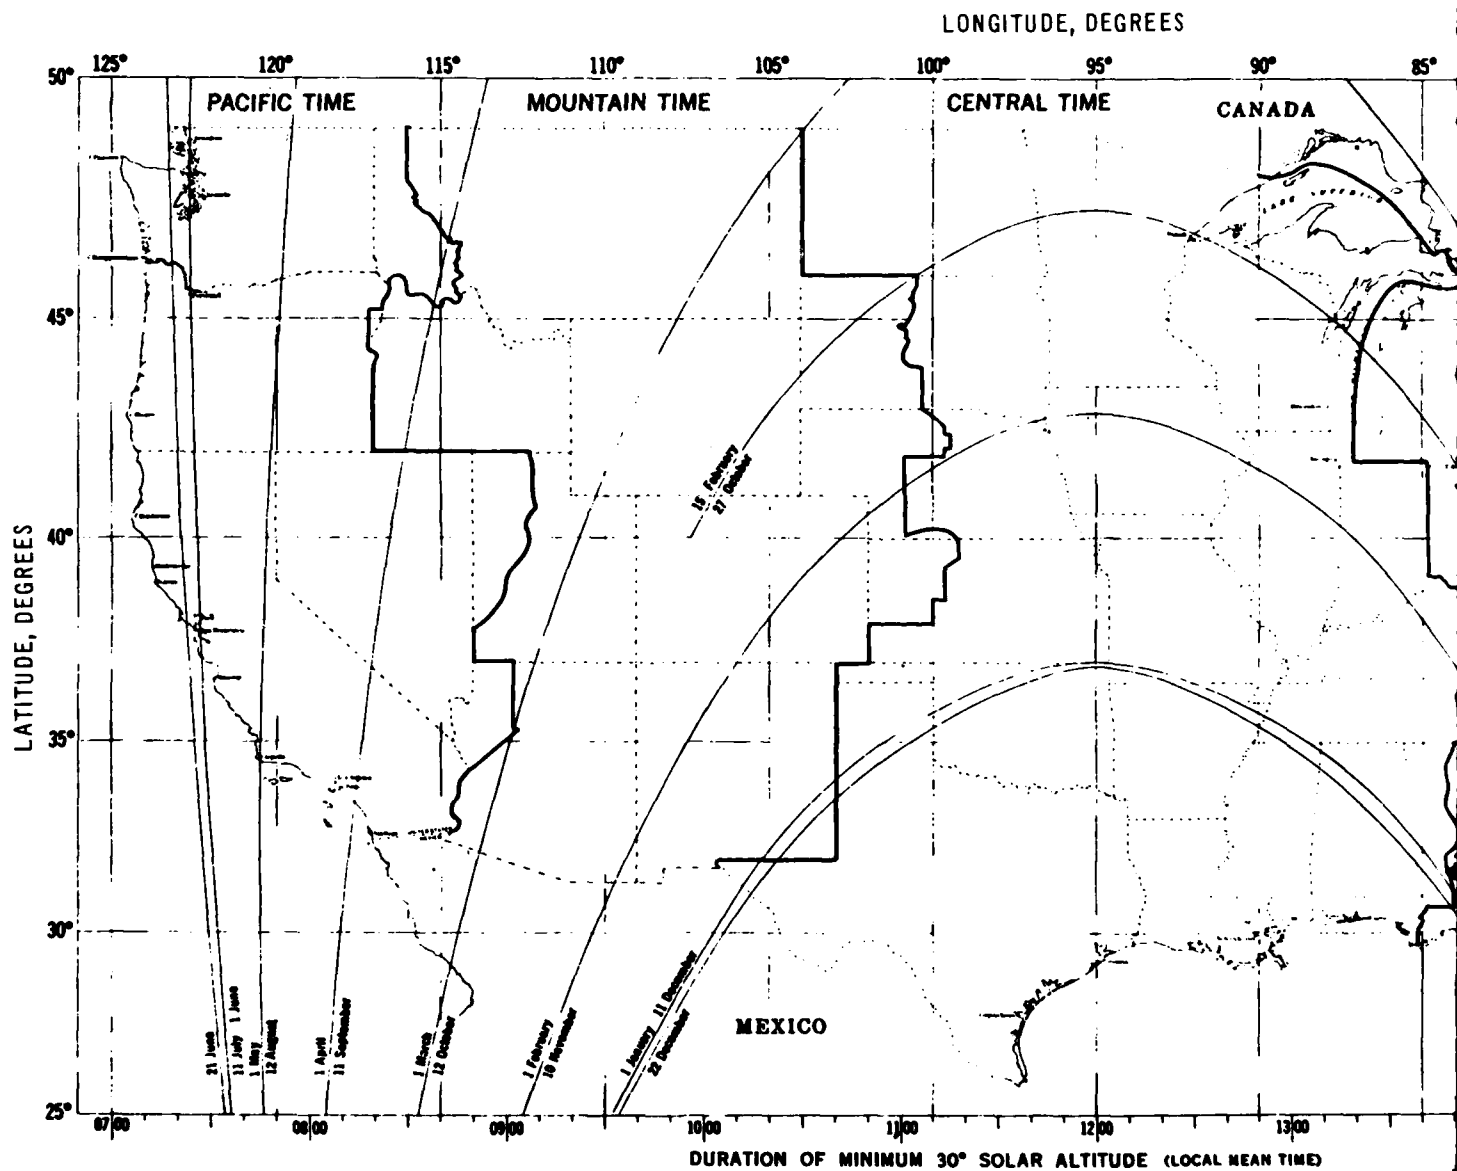 LONGITUDE, DEGREES
125° 120° 115° 110° 105° 100° 95° 90° 85°
50°
PACIFIC TIME MOUNTAIN TIME CENTRAL TIME CANADA
45°
15 February
27 October
40°
LATITUDE, DEGREES
35°
30°
21 June
11 July 1 June
1 May
12 August
1 April
11 September
1 March
12 October
1 February
10 November
1 January 11 December
22 December
MEXICO
25°
07:00 08:00 09:00 10:00 11:00 12:00 13:00
DURATION OF MINIMUM 30° SOLAR ALTITUDE (LOCAL MEAN TIME)